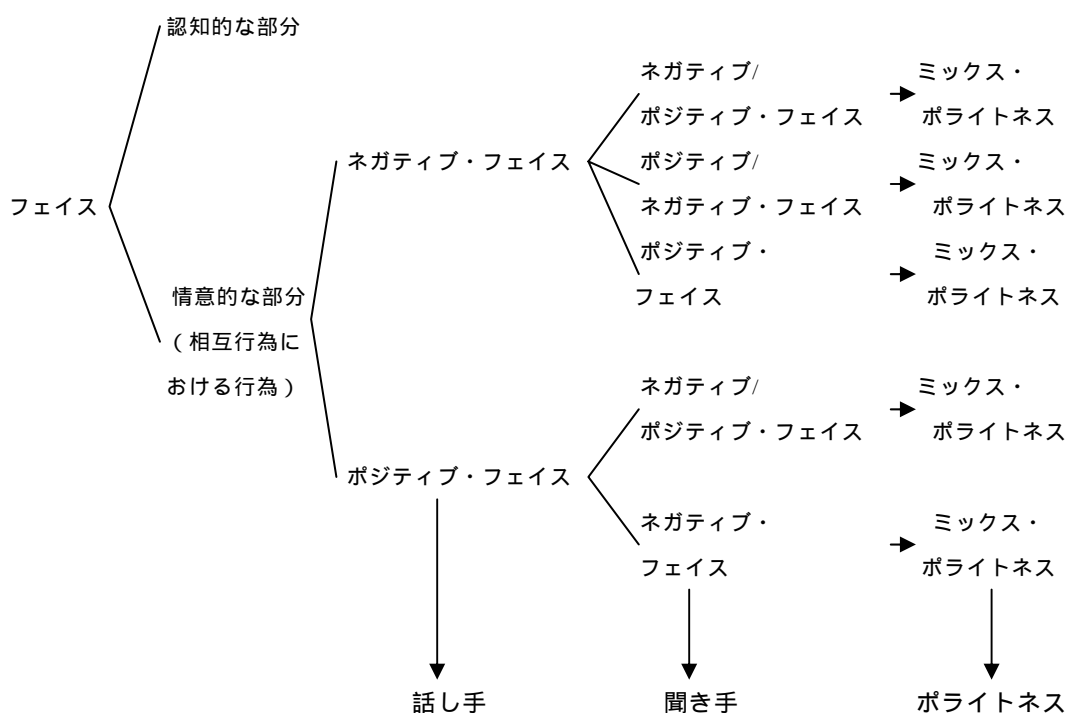 認知的な部分
ネガティブ/
ポジティブ・フェイス
ミックス・
ポライトネス
ネガティブ・フェイス
ポジティブ/
ネガティブ・フェイス
ミックス・
ポライトネス
フェイス
ポジティブ・
フェイス
ミックス・
ポライトネス
情意的な部分
(相互行為に
おける行為)
ネガティブ/
ポジティブ・フェイス
ミックス・
ポライトネス
ポジティブ・フェイス
ネガティブ・
フェイス
ミックス・
ポライトネス
話し手
聞き手
ポライトネス